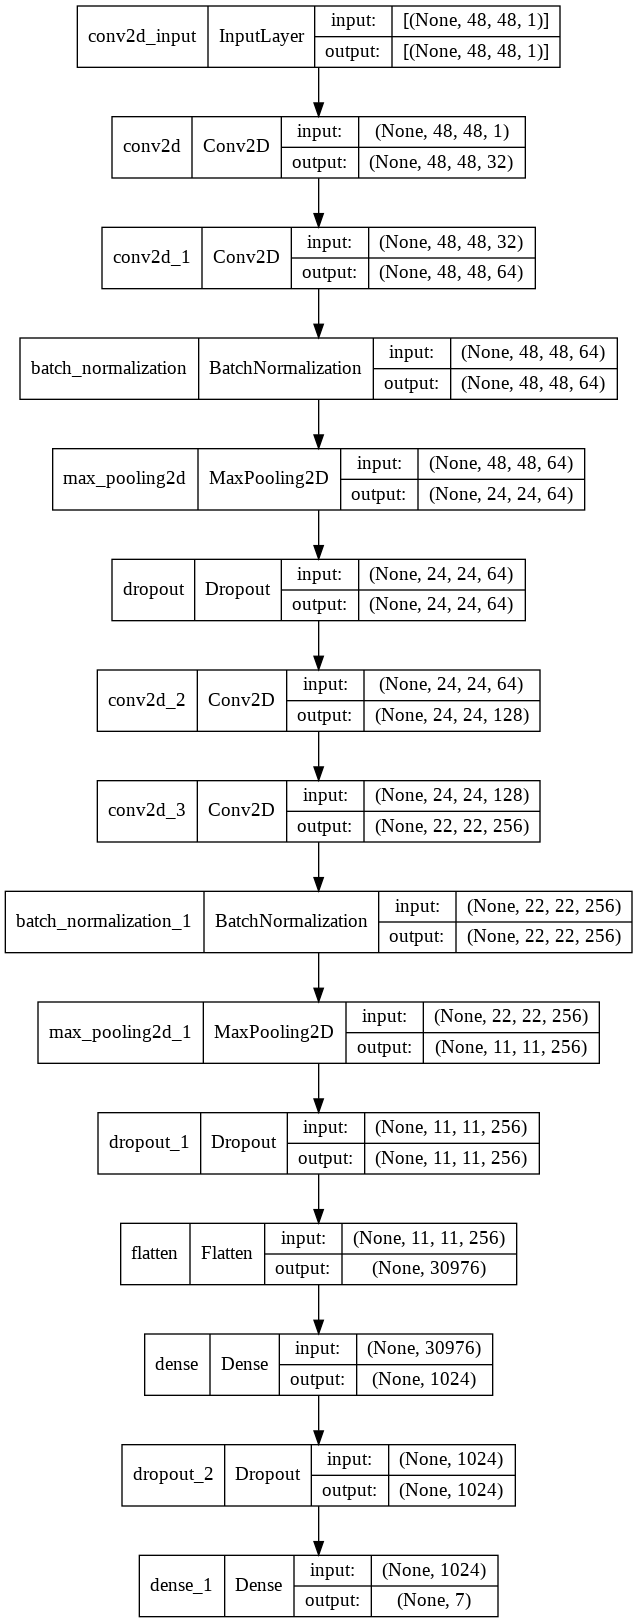 conv2d_input InputLayer input: [(None, 48, 48, 1)]
output: [(None, 48, 48, 1)]
conv2d Conv2D input: (None, 48, 48, 1)
output: (None, 48, 48, 32)
conv2d_1 Conv2D input: (None, 48, 48, 32)
output: (None, 48, 48, 64)
batch_normalization BatchNormalization input: (None, 48, 48, 64)
output: (None, 48, 48, 64)
max_pooling2d MaxPooling2D input: (None, 48, 48, 64)
output: (None, 24, 24, 64)
dropout Dropout input: (None, 24, 24, 64)
output: (None, 24, 24, 64)
conv2d_2 Conv2D input: (None, 24, 24, 64)
output: (None, 24, 24, 128)
conv2d_3 Conv2D input: (None, 24, 24, 128)
output: (None, 22, 22, 256)
batch_normalization_1 BatchNormalization input: (None, 22, 22, 256)
output: (None, 22, 22, 256)
max_pooling2d_1 MaxPooling2D input: (None, 22, 22, 256)
output: (None, 11, 11, 256)
dropout_1 Dropout input: (None, 11, 11, 256)
output: (None, 11, 11, 256)
flatten Flatten input: (None, 11, 11, 256)
output: (None, 30976)
dense Dense input: (None, 30976)
output: (None, 1024)
dropout_2 Dropout input: (None, 1024)
output: (None, 1024)
dense_1 Dense input: (None, 1024)
output: (None, 7)